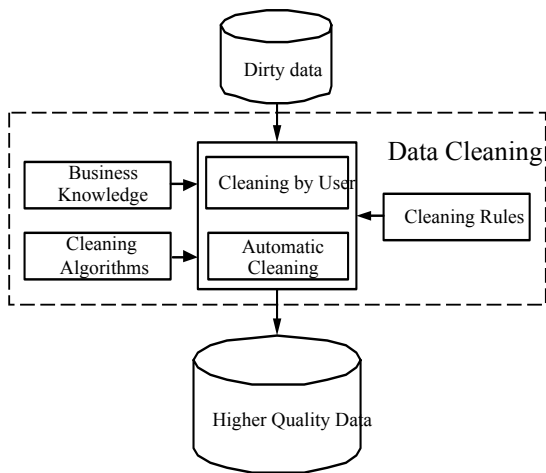 Dirty data
Data Cleaning
Business
Knowledge
Cleaning by User
Cleaning Rules
Cleaning
Algorithms
Automatic
Cleaning
Higher Quality Data